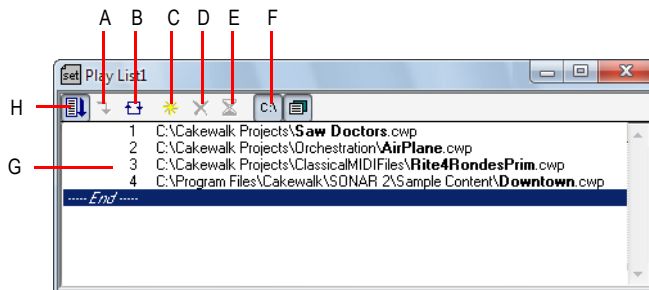 A B C D E F
set Play List1
H
C:\
1 C:\Cakewalk Projects\Saw Doctors.cwp
2 C:\Cakewalk Projects\Orchestration\AirPlane.cwp
G
3 C:\Cakewalk Projects\ClassicalMIDIFiles\Rite4RondesPrim.cwp
4 C:\Program Files\Cakewalk\SONAR 2\Sample Content\Downtown.cwp
----- End -----